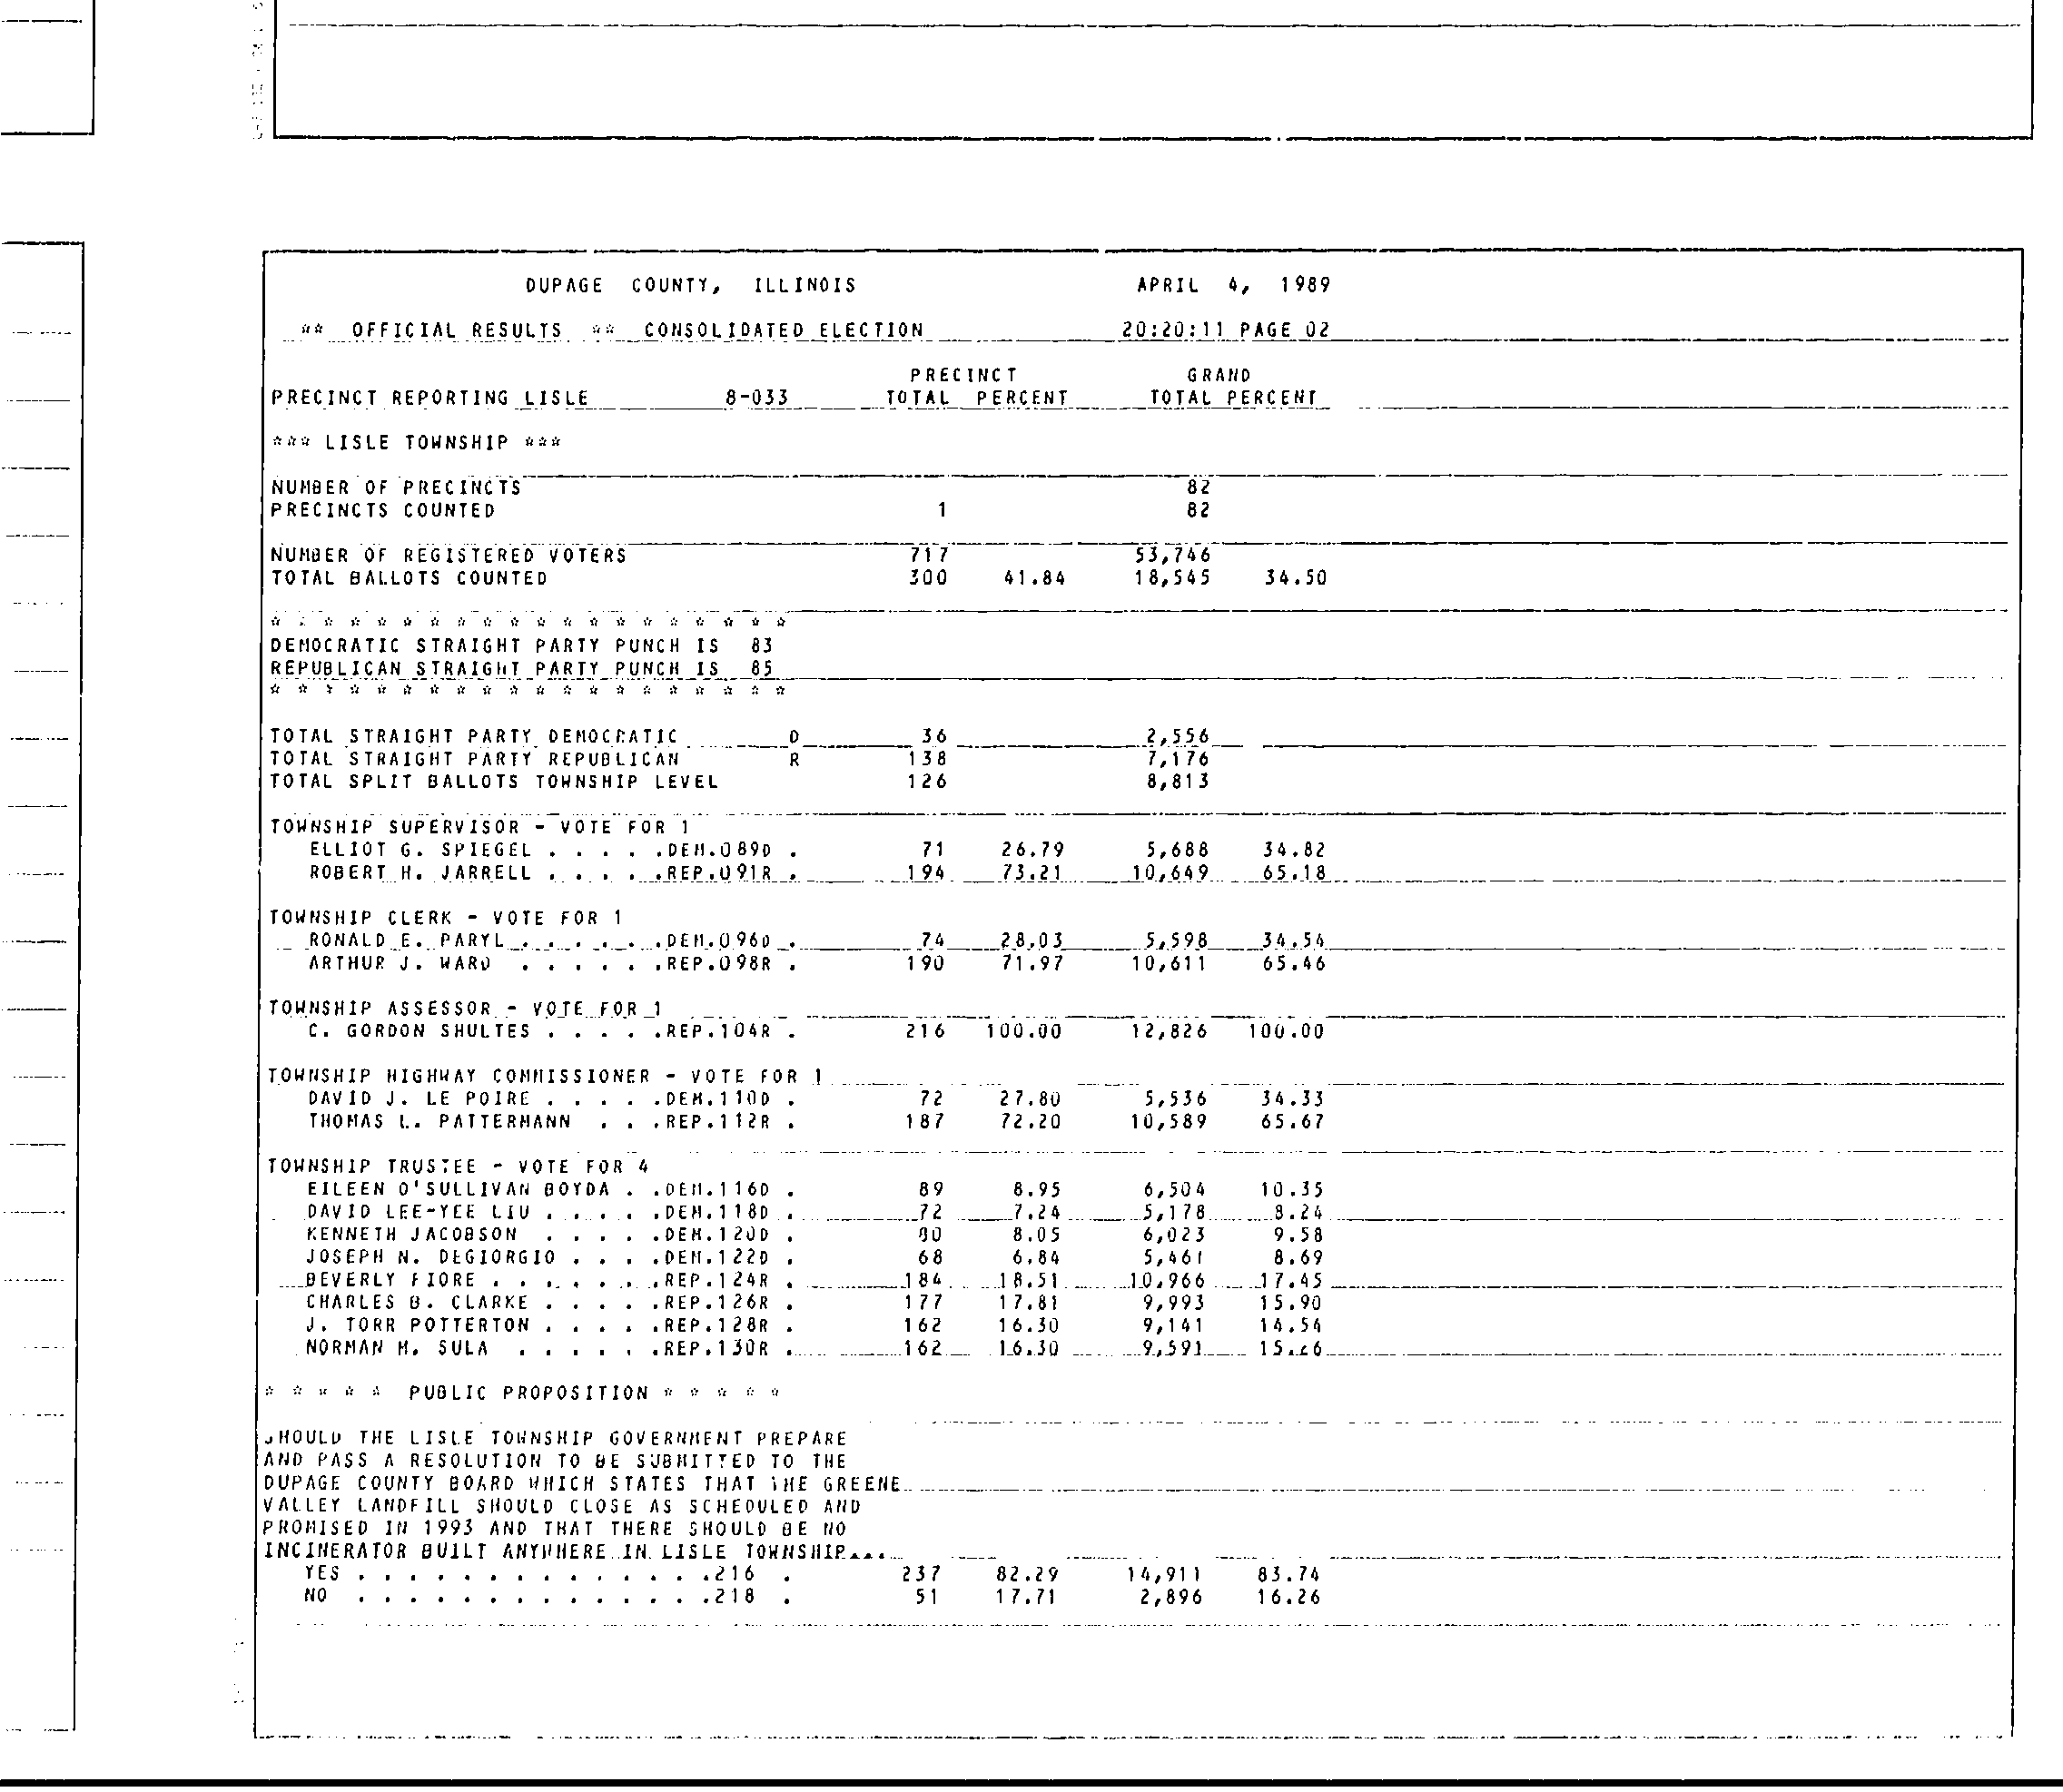 DUPAGE COUNTY, ILLINOIS APRIL 4, 1989
** OFFICIAL RESULTS ** CONSOLIDATED ELECTION 20:20:11 PAGE 02
PRECINCT GRAND
PRECINCT REPORTING LISLE 8-033 TOTAL PERCENT TOTAL PERCENT
*** LISLE TOWNSHIP ***
NUMBER OF PRECINCTS 82
PRECINCTS COUNTED 1 82
NUMBER OF REGISTERED VOTERS 717 53,746
TOTAL BALLOTS COUNTED 300 41.84 18,545 34.50
* * * * * * * * * * * * * * * * * * * *
DEMOCRATIC STRAIGHT PARTY PUNCH IS 83
REPUBLICAN STRAIGHT PARTY PUNCH IS 85
* * * * * * * * * * * * * * * * * * * *
TOTAL STRAIGHT PARTY DEMOCRATIC D 36 2,556
TOTAL STRAIGHT PARTY REPUBLICAN R 138 7,176
TOTAL SPLIT BALLOTS TOWNSHIP LEVEL 126 8,813
TOWNSHIP SUPERVISOR - VOTE FOR 1
ELLIOT G. SPIEGEL . . . . .DEM.089D . 71 26.79 5,688 34.82
ROBERT H. JARRELL . . . . .REP.091R . 194 73.21 10,649 65.18
TOWNSHIP CLERK - VOTE FOR 1
RONALD E. PARYL . . . . . .DEM.096D . 74 28.03 5,598 34.54
ARTHUR J. WARD . . . . . .REP.098R . 190 71.97 10,611 65.46
TOWNSHIP ASSESSOR - VOTE FOR 1
C. GORDON SHULTES . . . . .REP.104R . 216 100.00 12,826 100.00
TOWNSHIP HIGHWAY COMMISSIONER - VOTE FOR 1
DAVID J. LE POIRE . . . . .DEM.110D . 72 27.80 5,536 34.33
THOMAS L. PATTERMANN . . .REP.112R . 187 72.20 10,589 65.67
TOWNSHIP TRUSTEE - VOTE FOR 4
EILEEN O'SULLIVAN BOYDA . .DEM.116D . 89 8.95 6,504 10.35
DAVID LEE-YEE LIU . . . . .DEM.118D . 72 7.24 5,178 8.24
KENNETH JACOBSON . . . . .DEM.120D . 80 8.05 6,023 9.58
JOSEPH N. DEGIORGIO . . . .DEM.122D . 68 6.84 5,461 8.69
BEVERLY FIORE . . . . . . .REP.124R . 184 18.51 10,966 17.45
CHARLES B. CLARKE . . . . .REP.126R . 177 17.81 9,993 15.90
J. TORR POTTERTON . . . . .REP.128R . 162 16.30 9,141 14.54
NORMAN M. SULA . . . . . .REP.130R . 162 16.30 9,591 15.26
* * * * * PUBLIC PROPOSITION * * * * *
SHOULD THE LISLE TOWNSHIP GOVERNMENT PREPARE
AND PASS A RESOLUTION TO BE SUBMITTED TO THE
DUPAGE COUNTY BOARD WHICH STATES THAT THE GREENE
VALLEY LANDFILL SHOULD CLOSE AS SCHEDULED AND
PROMISED IN 1993 AND THAT THERE SHOULD BE NO
INCINERATOR BUILT ANYWHERE IN LISLE TOWNSHIP...
YES . . . . . . . . . . . . . .216 . 237 82.29 14,911 83.74
NO . . . . . . . . . . . . . .218 . 51 17.71 2,896 16.26